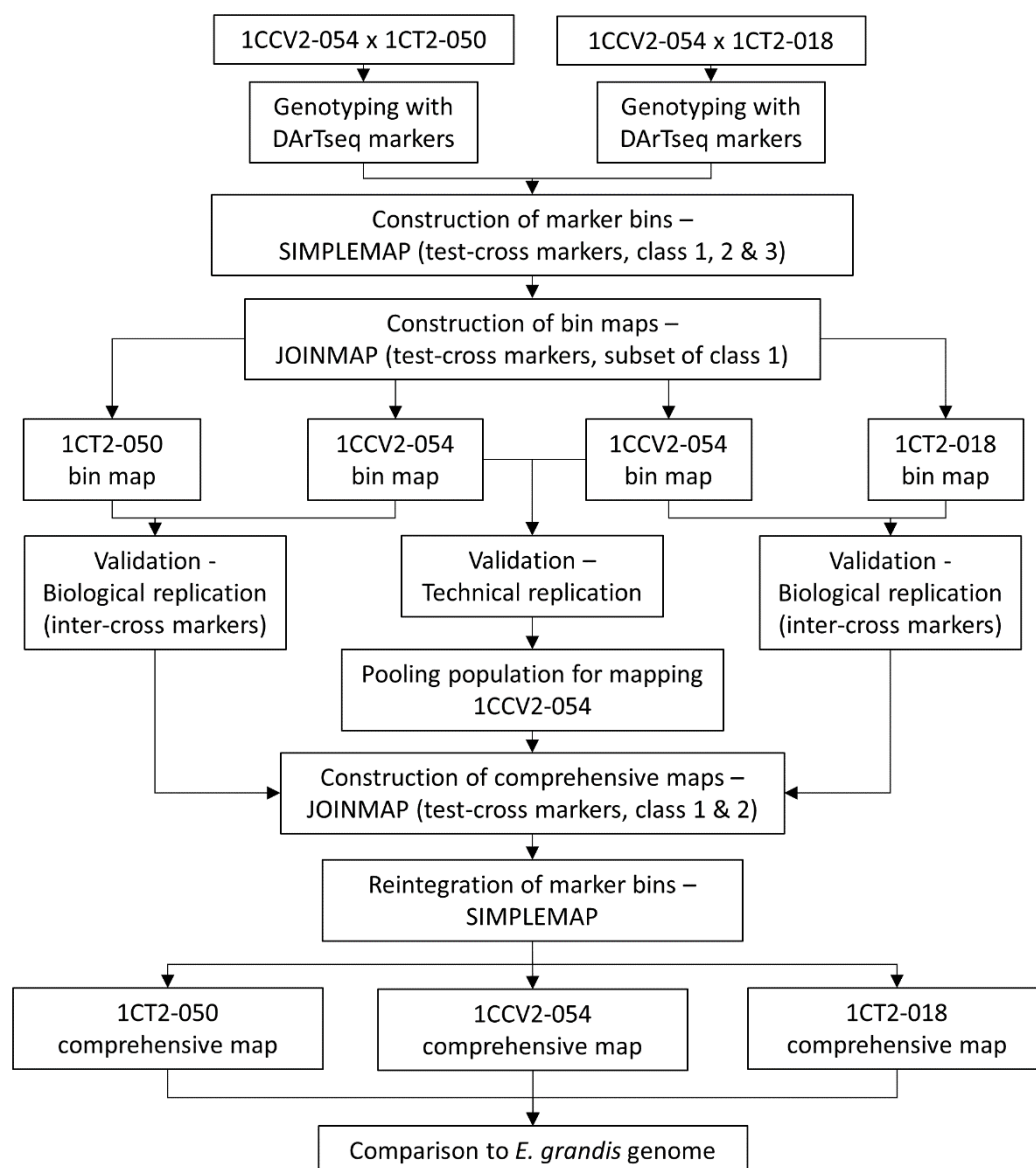 1CCV2-054 x 1CT2-050
1CCV2-054 x 1CT2-018
Genotyping with
DArTseq markers
Genotyping with
DArTseq markers
Construction of marker bins –
SIMPLEMAP (test-cross markers, class 1, 2 & 3)
Construction of bin maps –
JOINMAP (test-cross markers, subset of class 1)
1CT2-050
bin map
1CCV2-054
bin map
1CCV2-054
bin map
1CT2-018
bin map
Validation -
Biological replication
(inter-cross markers)
Validation –
Technical replication
Validation -
Biological replication
(inter-cross markers)
Pooling population for mapping
1CCV2-054
Construction of comprehensive maps –
JOINMAP (test-cross markers, class 1 & 2)
Reintegration of marker bins –
SIMPLEMAP
1CT2-050
comprehensive map
1CCV2-054
comprehensive map
1CT2-018
comprehensive map
Comparison to E. grandis genome